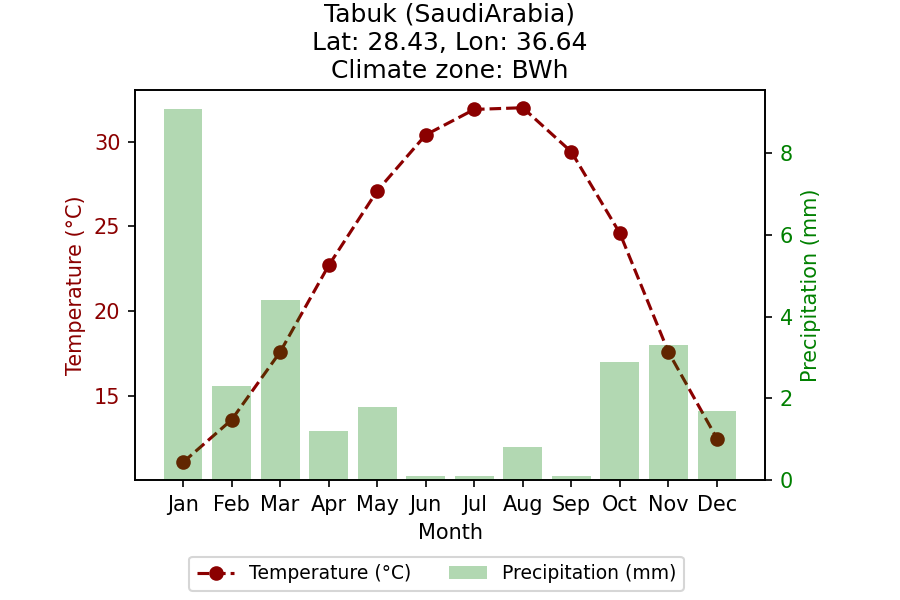 Tabuk (SaudiArabia)
Lat: 28.43, Lon: 36.64
Climate zone: BWh
Temperature (°C)
30
25
20
15
Precipitation (mm)
8
6
4
2
0
Jan Feb Mar Apr May Jun Jul Aug Sep Oct Nov Dec
Month
Temperature (°C) Precipitation (mm)